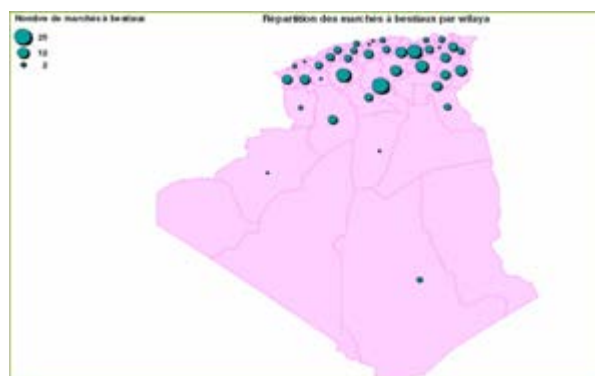 Nombre de marchés à bestiaux
Répartition des marchés à bestiaux par wilaya
25
12
2